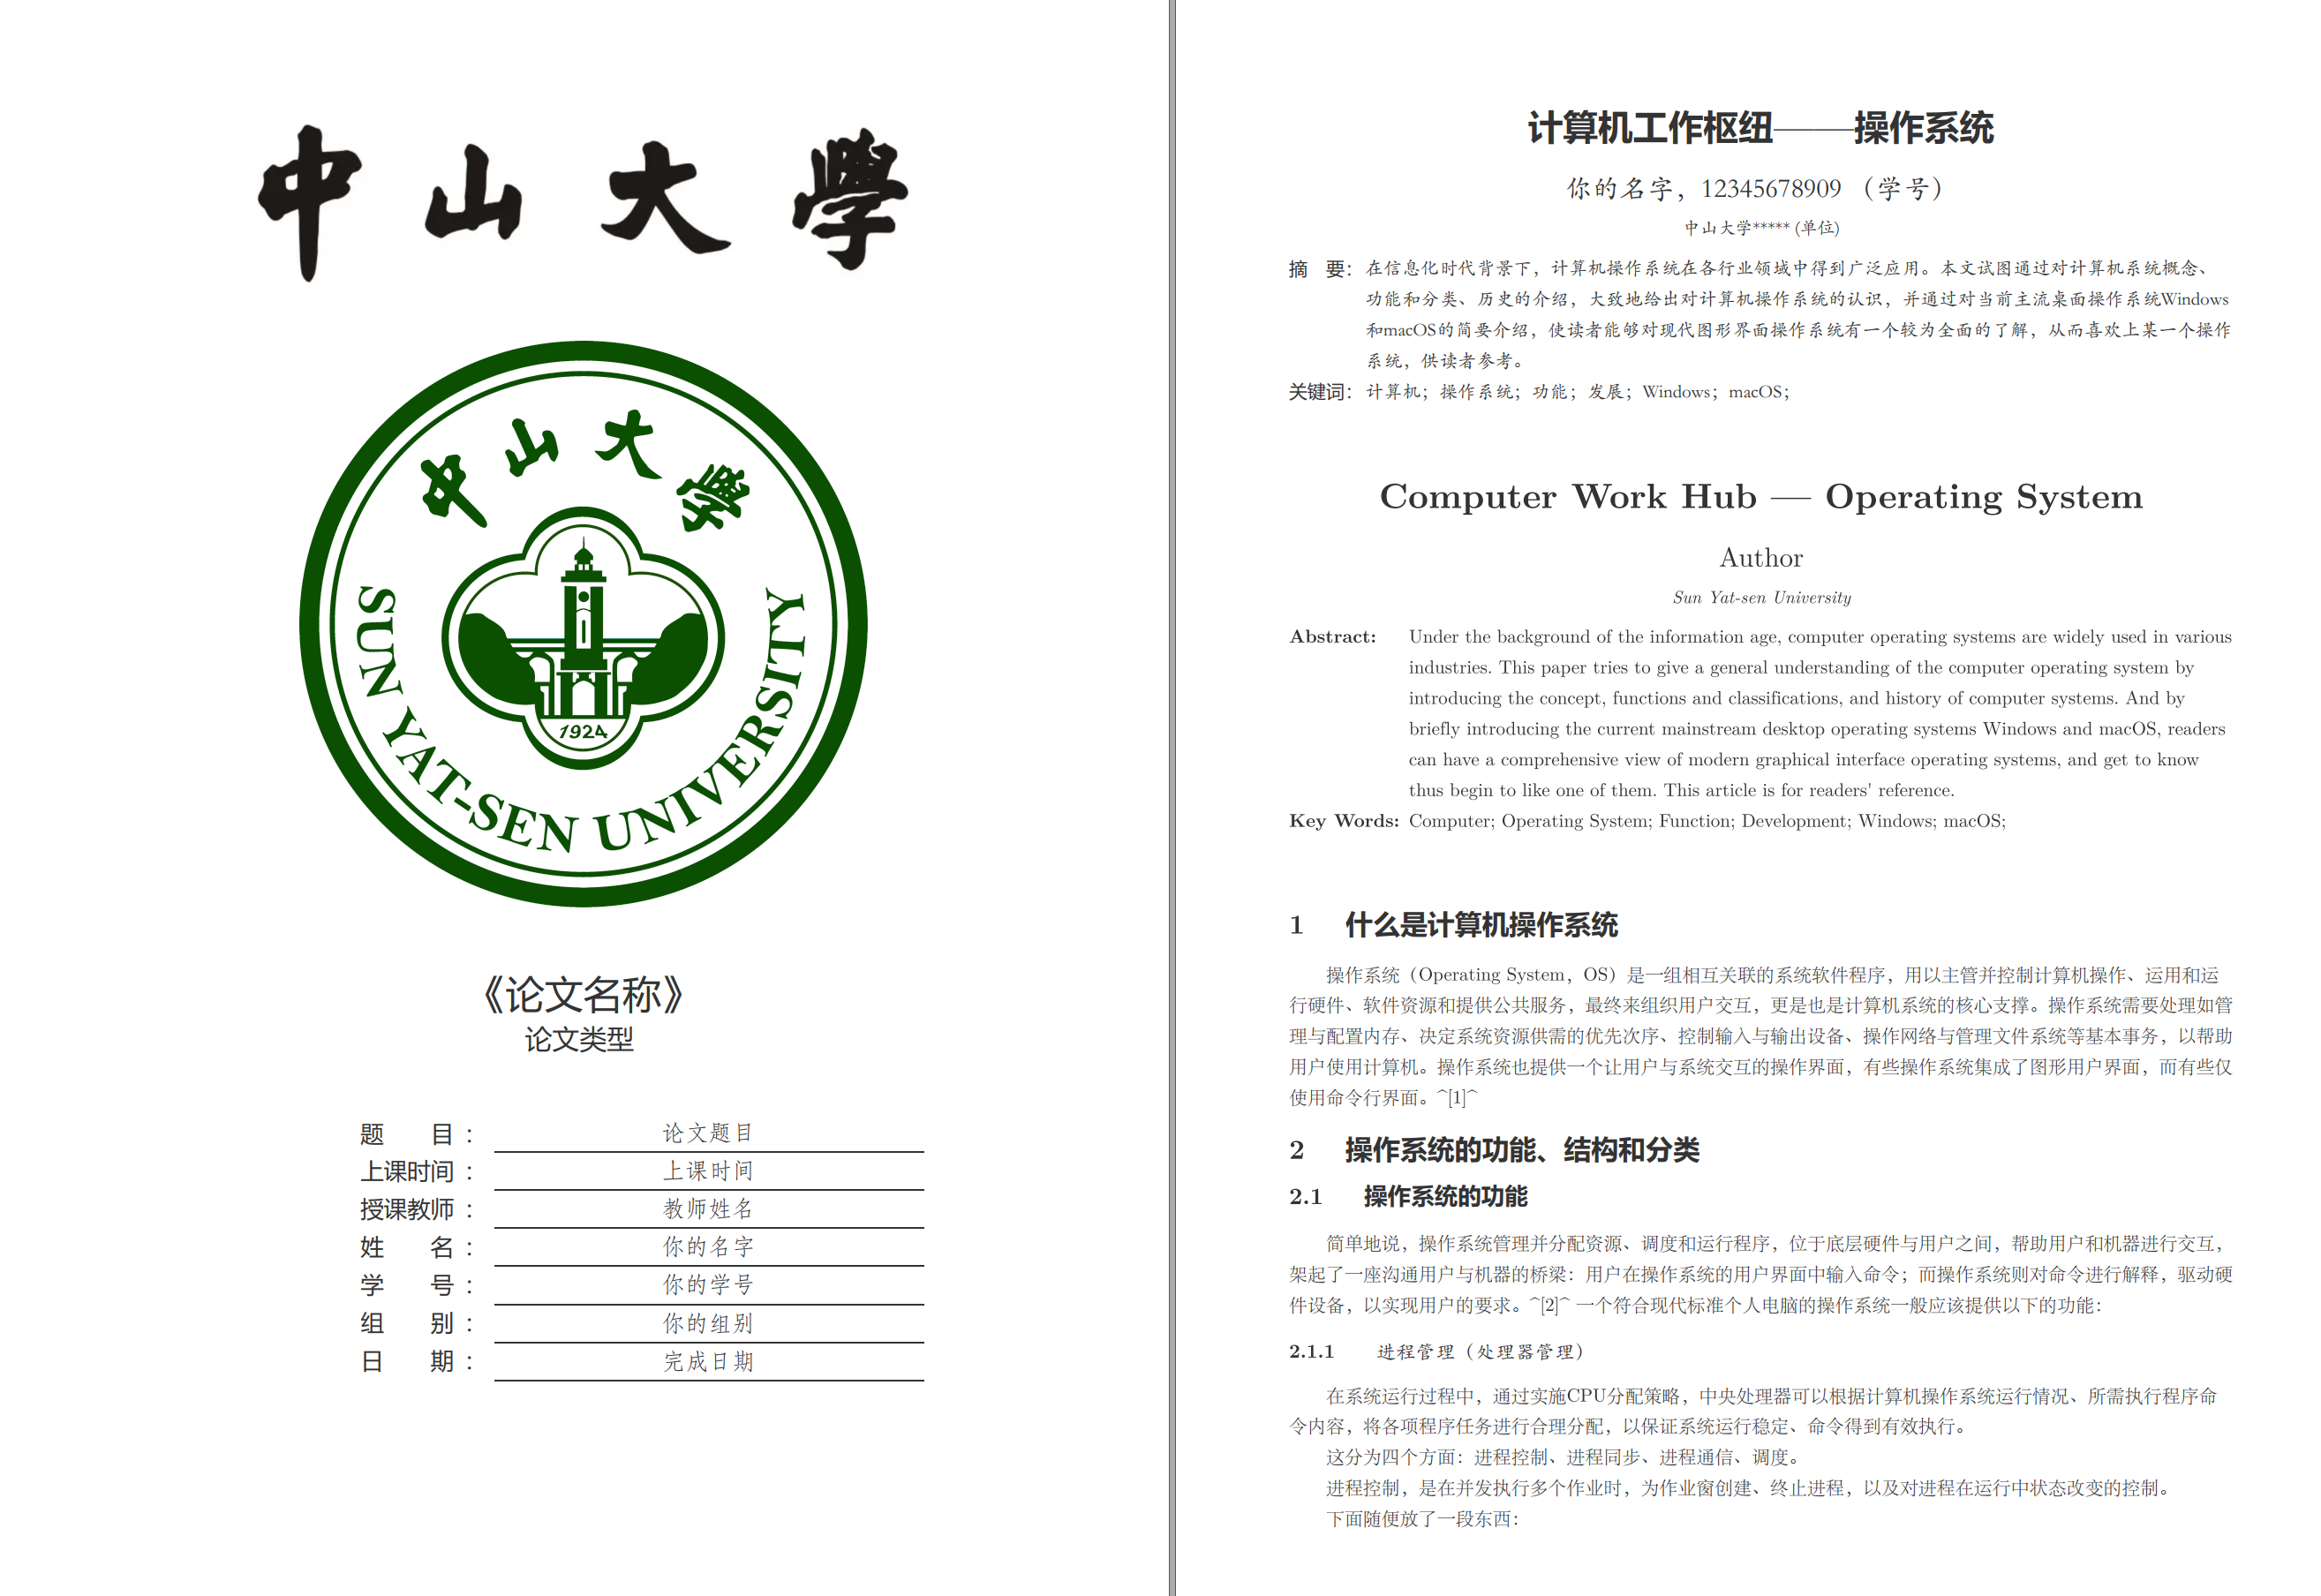 中山大學
中山大學
SUN YAT-SEN UNIVERSITY
1924
《论文名称》
论文类型
题 目 : 论文题目
上课时间 : 上课时间
授课教师 : 教师姓名
姓 名 : 你的名字
学 号 : 你的学号
组 别 : 你的组别
日 期 : 完成日期
计算机工作枢纽——操作系统
你的名字，12345678909 （学号）
中山大学***** (单位)
摘 要：在信息化时代背景下，计算机操作系统在各行业领域中得到广泛应用。本文试图通过对计算机系统概念、
功能和分类、历史的介绍，大致地给出对计算机操作系统的认识，并通过对当前主流桌面操作系统Windows
和macOS的简要介绍，使读者能够对现代图形界面操作系统有一个较为全面的了解，从而喜欢上某一个操作
系统，供读者参考。
关键词：计算机；操作系统；功能；发展；Windows；macOS；
Computer Work Hub — Operating System
Author
Sun Yat-sen University
Abstract: Under the background of the information age, computer operating systems are widely used in various
industries. This paper tries to give a general understanding of the computer operating system by
introducing the concept, functions and classifications, and history of computer systems. And by
briefly introducing the current mainstream desktop operating systems Windows and macOS, readers
can have a comprehensive view of modern graphical interface operating systems, and get to know
thus begin to like one of them. This article is for readers' reference.
Key Words: Computer; Operating System; Function; Development; Windows; macOS;
1 什么是计算机操作系统
操作系统（Operating System，OS）是一组相互关联的系统软件程序，用以主管并控制计算机操作、运用和运
行硬件、软件资源和提供公共服务，最终来组织用户交互，更是也是计算机系统的核心支撑。操作系统需要处理如管
理与配置内存、决定系统资源供需的优先次序、控制输入与输出设备、操作网络与管理文件系统等基本事务，以帮助
用户使用计算机。操作系统也提供一个让用户与系统交互的操作界面，有些操作系统集成了图形用户界面，而有些仅
使用命令行界面。^[1]^
2 操作系统的功能、结构和分类
2.1 操作系统的功能
简单地说，操作系统管理并分配资源、调度和运行程序，位于底层硬件与用户之间，帮助用户和机器进行交互，
架起了一座沟通用户与机器的桥梁：用户在操作系统的用户界面中输入命令；而操作系统则对命令进行解释，驱动硬
件设备，以实现用户的要求。^[2]^ 一个符合现代标准个人电脑的操作系统一般应该提供以下的功能：
2.1.1 进程管理（处理器管理）
在系统运行过程中，通过实施CPU分配策略，中央处理器可以根据计算机操作系统运行情况、所需执行程序命
令内容，将各项程序任务进行合理分配，以保证系统运行稳定、命令得到有效执行。
这分为四个方面：进程控制、进程同步、进程通信、调度。
进程控制，是在并发执行多个作业时，为作业窗创建、终止进程，以及对进程在运行中状态改变的控制。
下面随便放了一段东西：